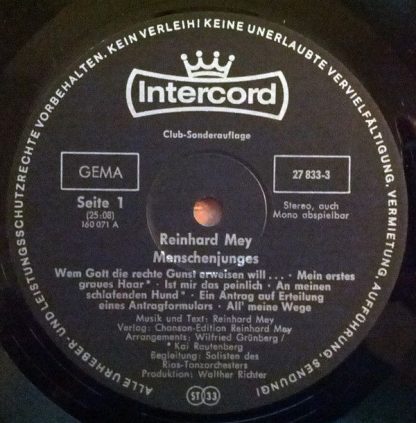 ALLE URHEBER- UND LEISTUNGSSCHUTZRECHTE VORBEHALTEN. KEIN VERLEIH! KEINE UNERLAUBTE VERVIELFÄLTIGUNG, VERMIETUNG, AUFFÜHRUNG, SENDUNG!
Intercord
Club-Sonderauflage
GEMA
27 833-3
Seite 1
(25:08)
160 071 A
Stereo, auch
Mono abspielbar
Reinhard Mey
Menschenjunges
Wem Gott die rechte Gunst erweisen will . . . · Mein erstes
graues Haar* · Ist mir das peinlich · An meinen
schlafenden Hund* · Ein Antrag auf Erteilung
eines Antragformulars · All' meine Wege
Musik und Text: Reinhard Mey
Verlag: Chanson-Edition Reinhard Mey
Arrangements: Wilfried Grünberg /
* Kai Rautenberg
Begleitung: Solisten des
Rias-Tanzorchesters
Produktion: Walther Richter
ST 33